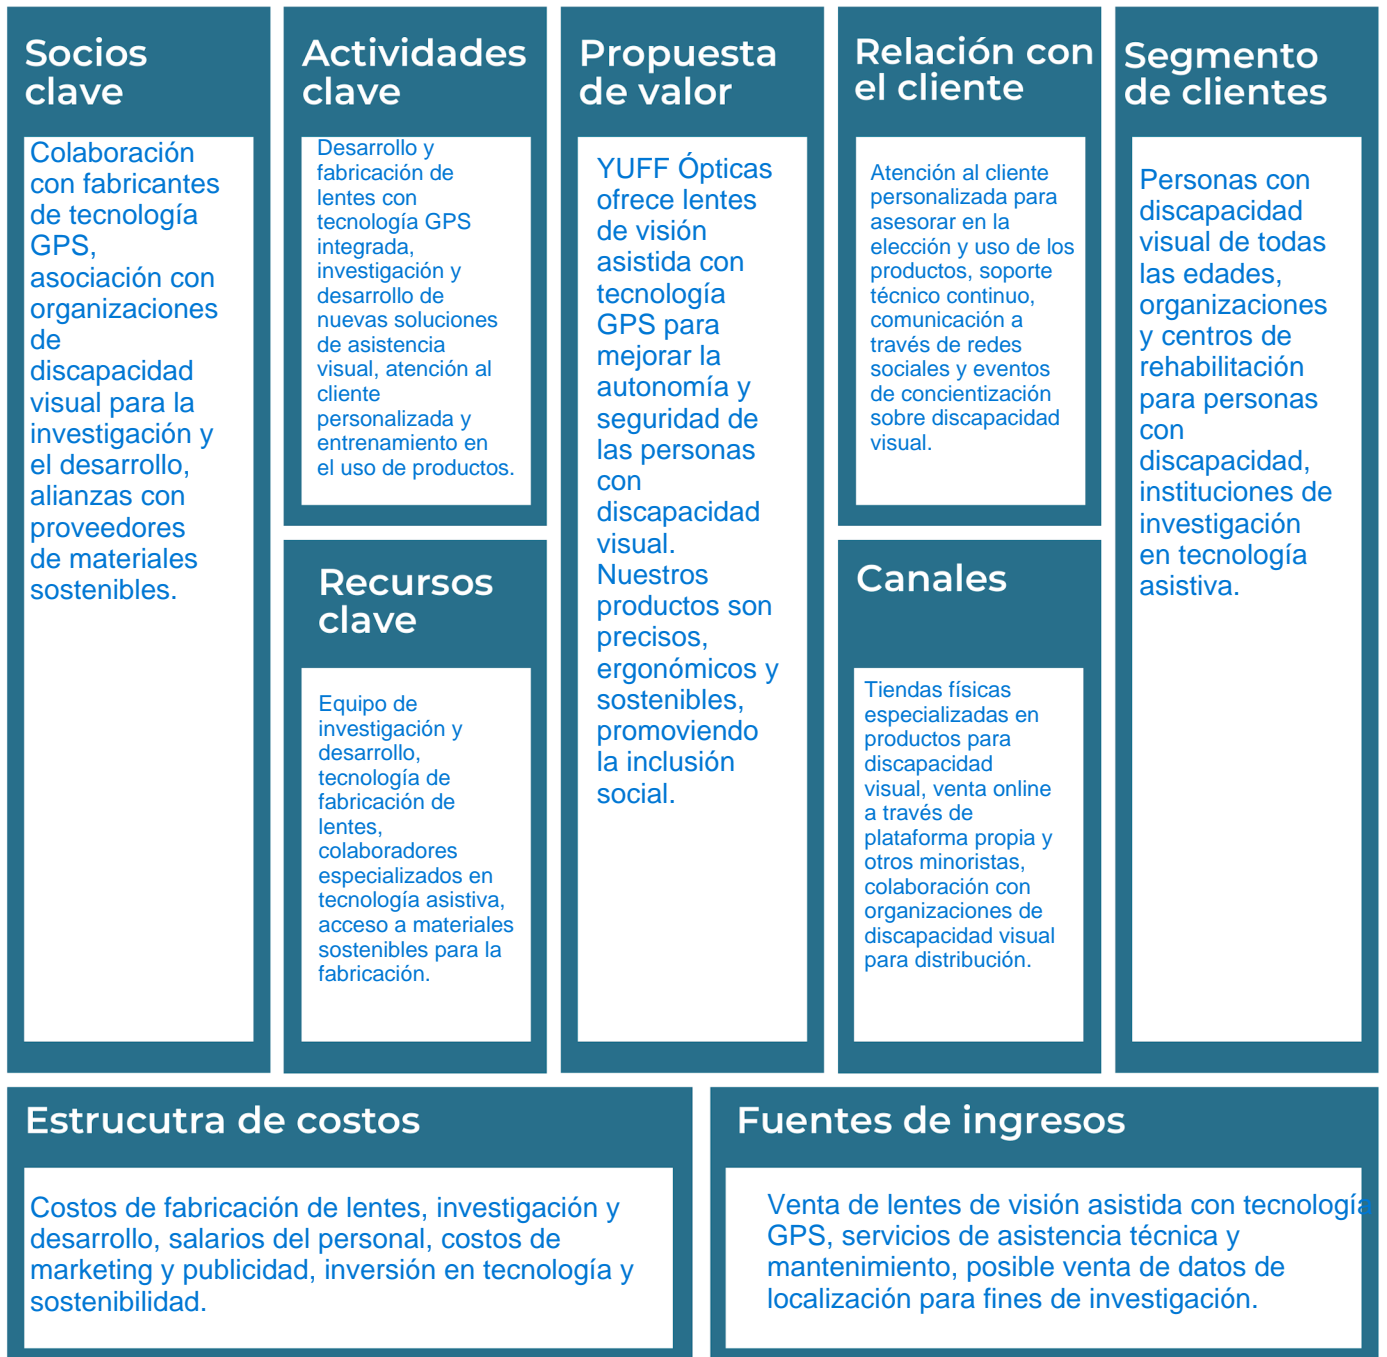 Socios
clave
Colaboración
con fabricantes
de tecnología
GPS,
asociación con
organizaciones
de
discapacidad
visual para la
investigación y
el desarrollo,
alianzas con
proveedores
de materiales
sostenibles.
Actividades
clave
Desarrollo y
fabricación de
lentes con
tecnología GPS
integrada,
investigación y
desarrollo de
nuevas soluciones
de asistencia
visual, atención al
cliente
personalizada y
entrenamiento en
el uso de productos.
Recursos
clave
Equipo de
investigación y
desarrollo,
tecnología de
fabricación de
lentes,
colaboradores
especializados en
tecnología asistiva,
acceso a materiales
sostenibles para la
fabricación.
Propuesta
de valor
YUFF Ópticas
ofrece lentes
de visión
asistida con
tecnología
GPS para
mejorar la
autonomía y
seguridad de
las personas
con
discapacidad
visual.
Nuestros
productos son
precisos,
ergonómicos y
sostenibles,
promoviendo
la inclusión
social.
Relación con
el cliente
Atención al cliente
personalizada para
asesorar en la
elección y uso de los
productos, soporte
técnico continuo,
comunicación a
través de redes
sociales y eventos
de concientización
sobre discapacidad
visual.
Canales
Tiendas físicas
especializadas en
productos para
discapacidad
visual, venta online
a través de
plataforma propia y
otros minoristas,
colaboración con
organizaciones de
discapacidad visual
para distribución.
Segmento
de clientes
Personas con
discapacidad
visual de todas
las edades,
organizaciones
y centros de
rehabilitación
para personas
con
discapacidad,
instituciones de
investigación
en tecnología
asistiva.
Estrucutra de costos
Costos de fabricación de lentes, investigación y
desarrollo, salarios del personal, costos de
marketing y publicidad, inversión en tecnología y
sostenibilidad.
Fuentes de ingresos
Venta de lentes de visión asistida con tecnología
GPS, servicios de asistencia técnica y
mantenimiento, posible venta de datos de
localización para fines de investigación.